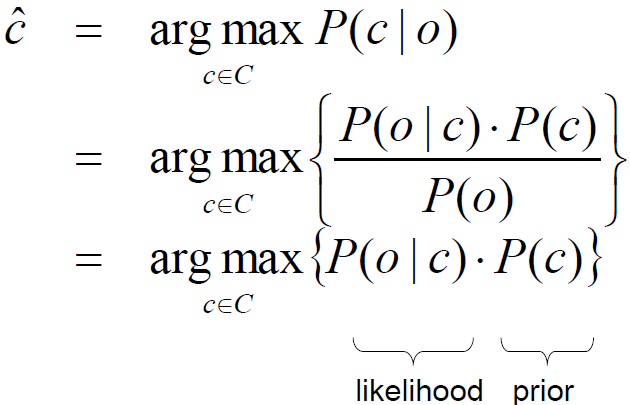 ĉ = arg max P(c | o)
c∈C
= arg max { P(o | c) · P(c) / P(o) }
c∈C
= arg max {P(o | c) · P(c)}
c∈C
likelihood prior